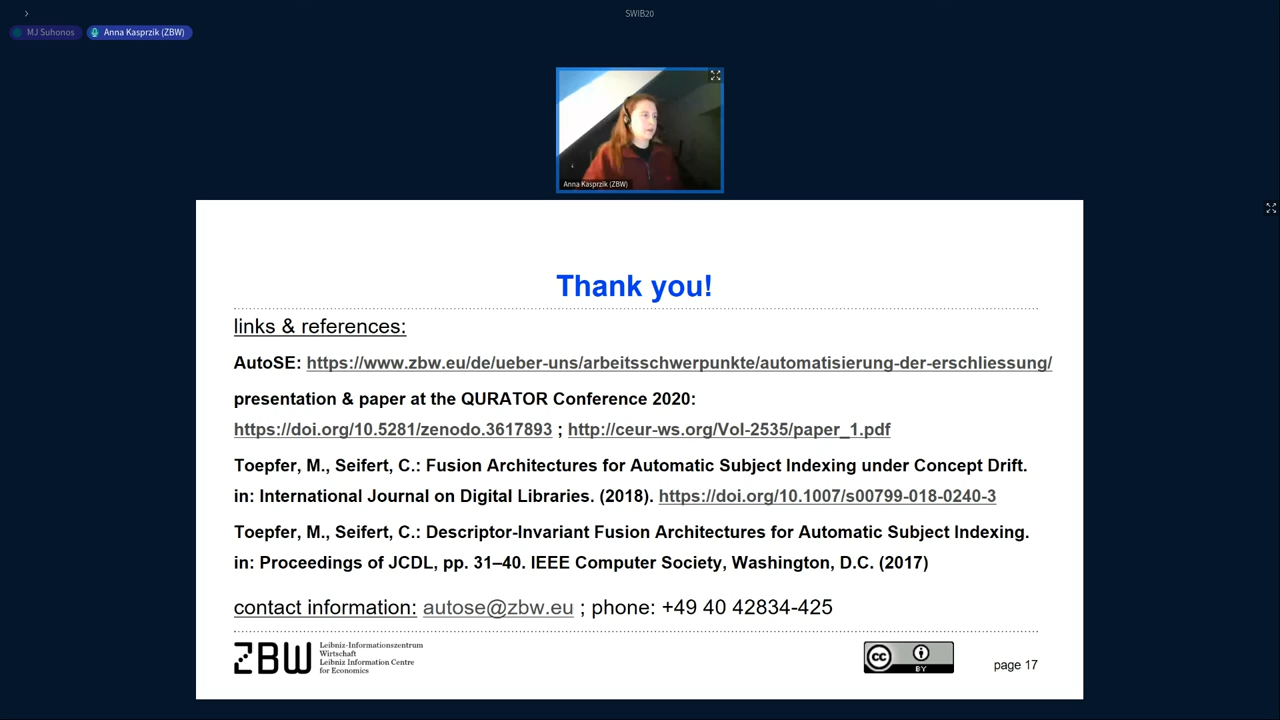 SWIB20
MJ Suhonos
Anna Kasprzik (ZBW)
Anna Kasprzik (ZBW)
Thank you!
links & references:
AutoSE: https://www.zbw.eu/de/ueber-uns/arbeitsschwerpunkte/automatisierung-der-erschliessung/
presentation & paper at the QURATOR Conference 2020:
https://doi.org/10.5281/zenodo.3617893 ; http://ceur-ws.org/Vol-2535/paper_1.pdf
Toepfer, M., Seifert, C.: Fusion Architectures for Automatic Subject Indexing under Concept Drift.
in: International Journal on Digital Libraries. (2018). https://doi.org/10.1007/s00799-018-0240-3
Toepfer, M., Seifert, C.: Descriptor-Invariant Fusion Architectures for Automatic Subject Indexing.
in: Proceedings of JCDL, pp. 31–40. IEEE Computer Society, Washington, D.C. (2017)
contact information: autose@zbw.eu ; phone: +49 40 42834-425
ZBW
Leibniz-Informationszentrum
Wirtschaft
Leibniz Information Centre
for Economics
cc
BY
page 17